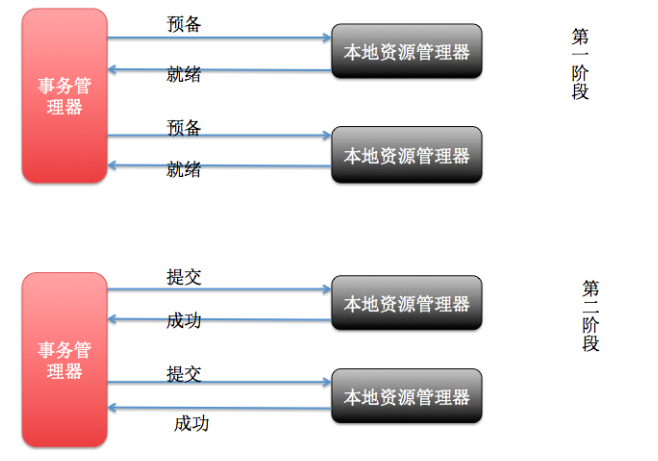 预备
就绪
预备
就绪
事务管
理器
本地资源管理器
本地资源管理器
第一阶段
提交
成功
提交
成功
事务管
理器
本地资源管理器
本地资源管理器
第二阶段